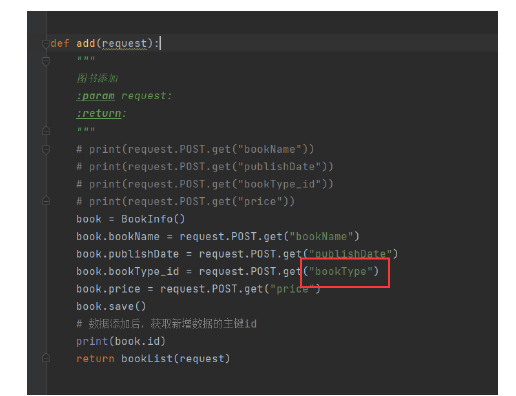 def add(request):
"""
图书添加
:param request:
:return:
"""
# print(request.POST.get("bookName"))
# print(request.POST.get("publishDate"))
# print(request.POST.get("bookType_id"))
# print(request.POST.get("price"))
book = BookInfo()
book.bookName = request.POST.get("bookName")
book.publishDate = request.POST.get("publishDate")
book.bookType_id = request.POST.get("bookType")
book.price = request.POST.get("price")
book.save()
# 数据添加后，获取新增数据的主键id
print(book.id)
return bookList(request)